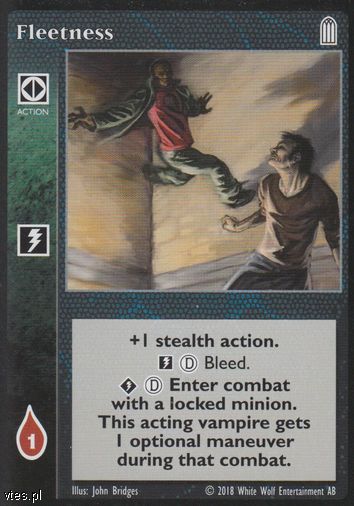 Fleetness
ACTION
+1 stealth action.
D Bleed.
D Enter combat
with a locked minion.
This acting vampire gets
1 optional maneuver
during that combat.
1
vtes.pl
Illus: John Bridges © 2018 White Wolf Entertainment AB